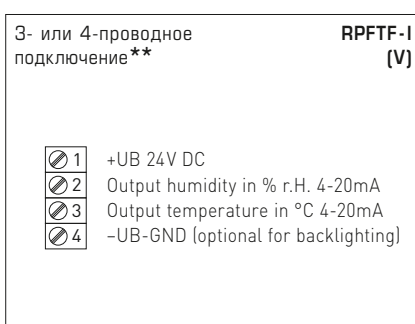 3- или 4-проводное
подключение**
RPFTF-I
(V)
1 +UB 24V DC
2 Output humidity in % r.H. 4-20mA
3 Output temperature in °C 4-20mA
4 –UB-GND (optional for backlighting)